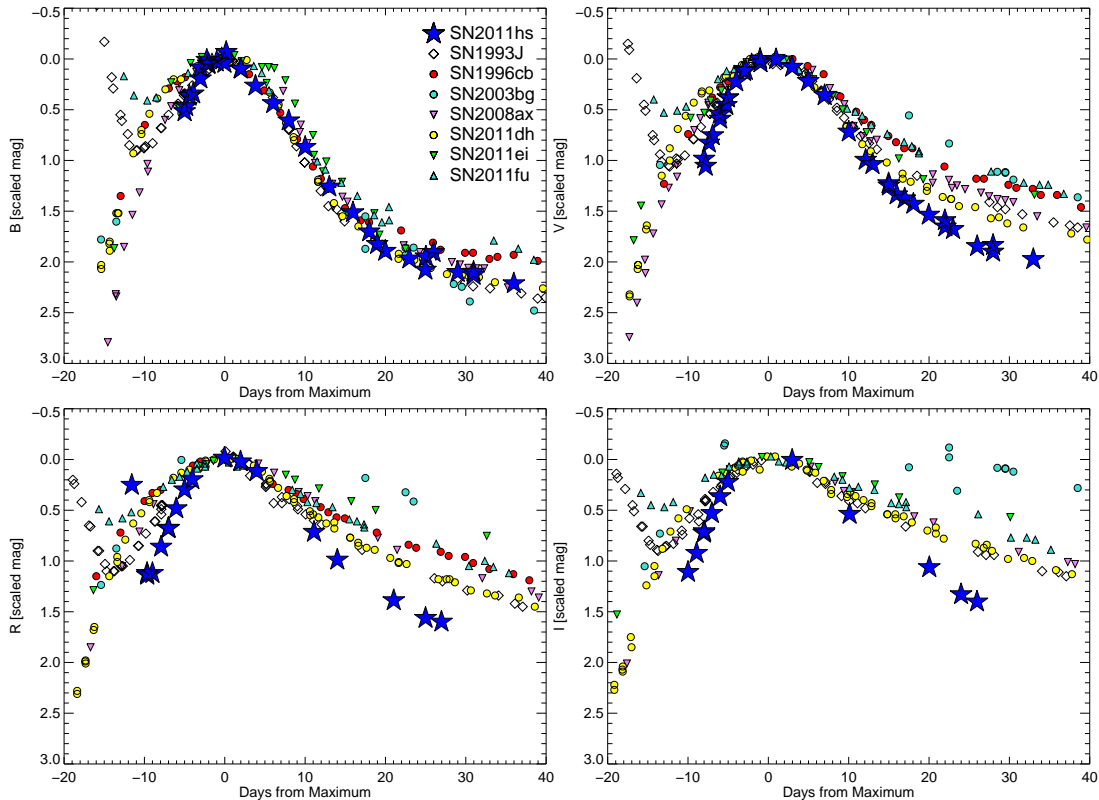 −0.5
0.0
0.5
1.0
1.5
2.0
2.5
3.0
B [scaled mag]
−20 −10 0 10 20 30 40
Days from Maximum
SN2011hs
SN1993J
SN1996cb
SN2003bg
SN2008ax
SN2011dh
SN2011ei
SN2011fu
−0.5
0.0
0.5
1.0
1.5
2.0
2.5
3.0
V [scaled mag]
−20 −10 0 10 20 30 40
Days from Maximum
−0.5
0.0
0.5
1.0
1.5
2.0
2.5
3.0
R [scaled mag]
−20 −10 0 10 20 30 40
Days from Maximum
−0.5
0.0
0.5
1.0
1.5
2.0
2.5
3.0
I [scaled mag]
−20 −10 0 10 20 30 40
Days from Maximum